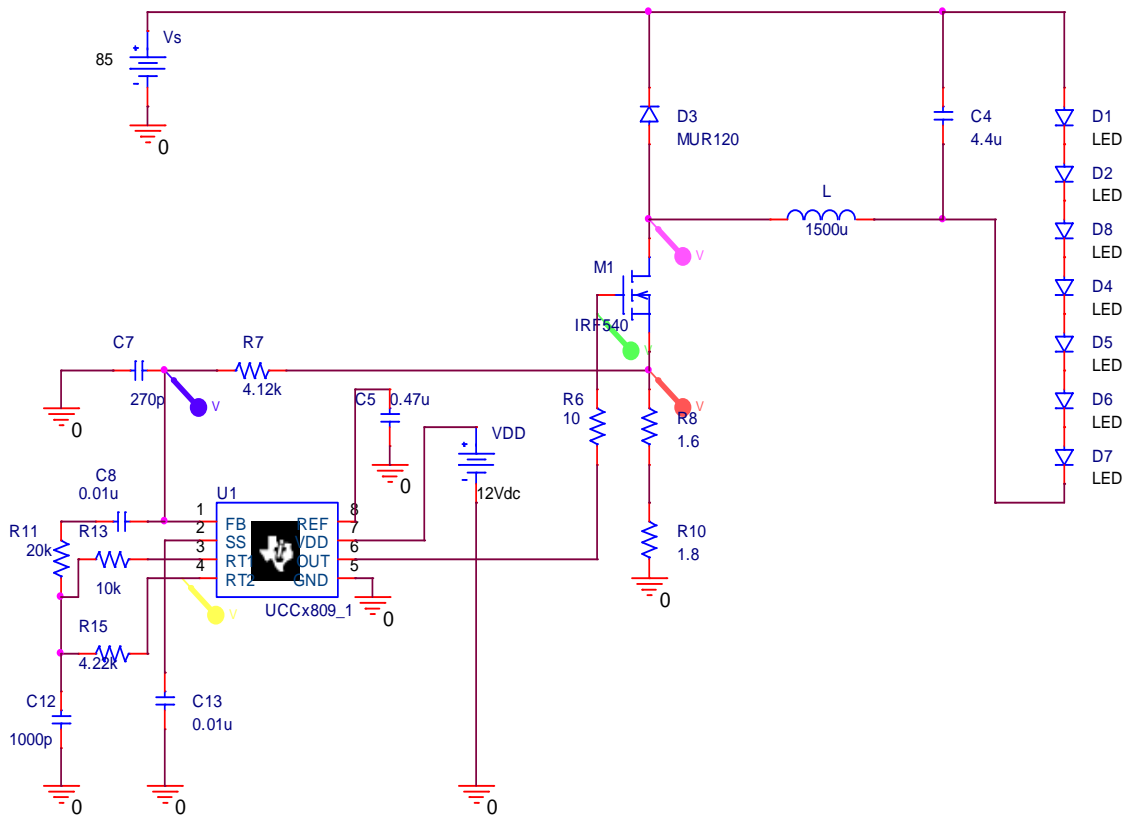 Vs
85
0
D3
MUR120
C4
4.4u
D1
LED
D2
LED
D8
LED
D4
LED
D5
LED
D6
LED
D7
LED
L
1500u
V
M1
IRF540
V
C7
270p
0
R7
4.12k
V
C5
0.47u
0
R6
10
V
R8
1.6
R10
1.8
0
VDD
12Vdc
0
C8
0.01u
R11
20k
R13
10k
R15
4.22k
C12
1000p
0
C13
0.01u
0
U1
1
2
3
4
FB
SS
RT1
RT2
REF
VDD
OUT
GND
8
7
6
5
UCCx809_1
0
V